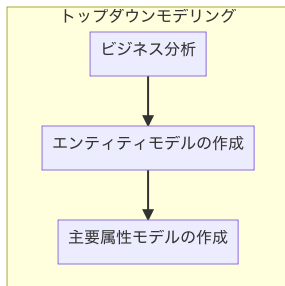 トップダウンモデリング
ビジネス分析
エンティティモデルの作成
主要属性モデルの作成